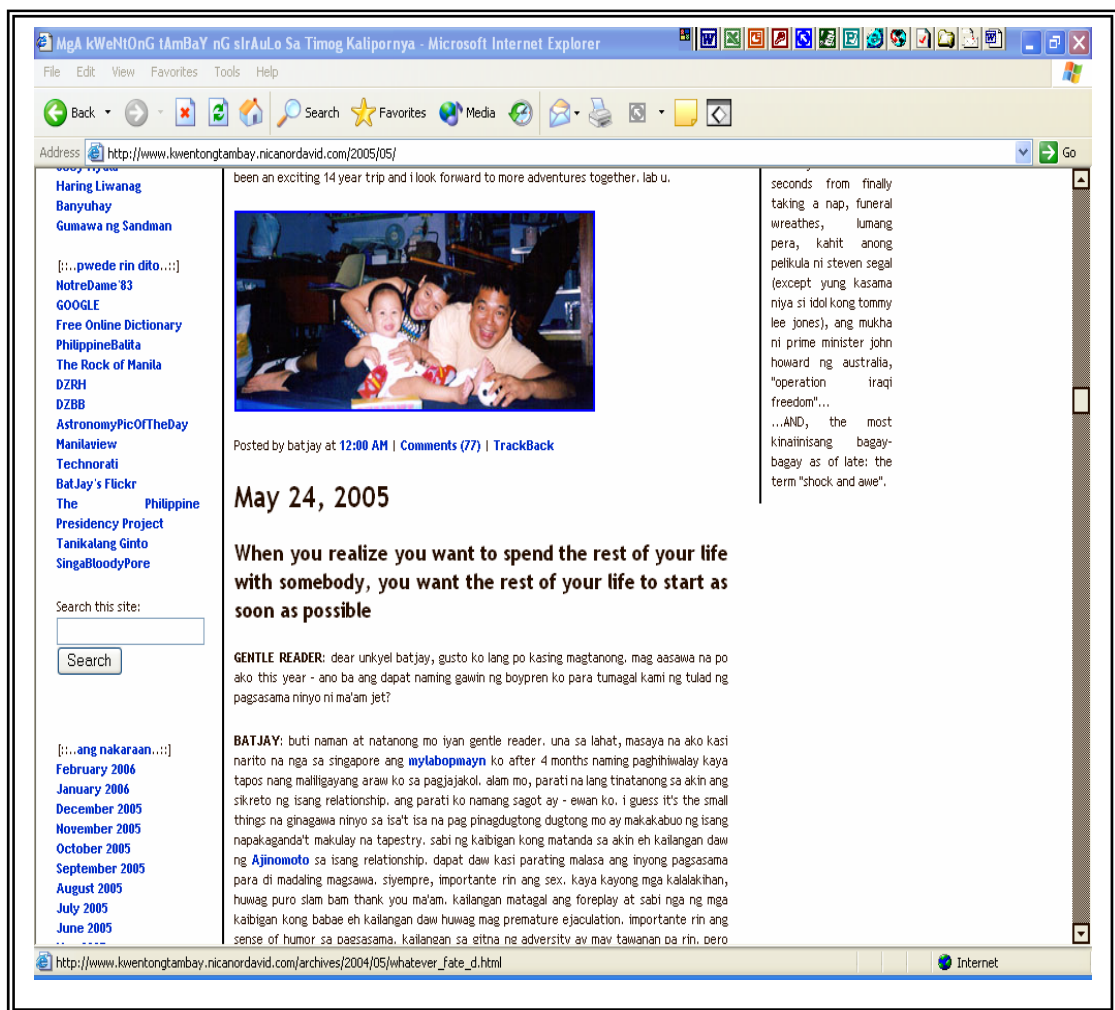 MgA kWeNtOnG tAmBaY nG sIrAuLo Sa Timog Kalipornya - Microsoft Internet Explorer
File Edit View Favorites Tools Help
Back Search Favorites Media
Address http://www.kwentongtambay.nicanordavid.com/2005/05/ Go
Haring Liwanag
Banyuhay
Gumawa ng Sandman
[::..pwede rin dito..::]
NotreDame'83
GOOGLE
Free Online Dictionary
PhilippineBalita
The Rock of Manila
DZRH
DZBB
AstronomyPicOfTheDay
Manilaview
Technorati
BatJay's Flickr
The Philippine
Presidency Project
Tanikalang Ginto
SingaBloodyPore
Search this site:
Search
[::..ang nakaraan..::]
February 2006
January 2006
December 2005
November 2005
October 2005
September 2005
August 2005
July 2005
June 2005
been an exciting 14 year trip and i look forward to more adventures together. lab u.
Posted by batjay at 12:00 AM | Comments (77) | TrackBack
May 24, 2005
When you realize you want to spend the rest of your life
with somebody, you want the rest of your life to start as
soon as possible
GENTLE READER: dear unkyel batjay, gusto ko lang po kasing magtanong. mag aasawa na po
ako this year - ano ba ang dapat naming gawin ng boypren ko para tumagal kami ng tulad ng
pagsasama ninyo ni ma'am jet?
BATJAY: buti naman at natanong mo iyan gentle reader. una sa lahat, masaya na ako kasi
narito na nga sa singapore ang mylabopmayn ko after 4 months naming paghihiwalay kaya
tapos nang maliligayang araw ko sa pagjajakol. alam mo, parati na lang tinatanong sa akin ang
sikreto ng isang relationship. ang parati ko namang sagot ay - ewan ko. i guess it's the small
things na ginagawa ninyo sa isa't isa na pag pinagdugtong dugtong mo ay makakabuo ng isang
napakaganda't makulay na tapestry. sabi ng kaibigan kong matanda sa akin eh kailangan daw
ng Ajinomoto sa isang relationship. dapat daw kasi parating malasa ang inyong pagsasama
para di madaling magsawa. siyempre, importante rin ang sex. kaya kayong mga kalalakihan,
huwag puro slam bam thank you ma'am. kailangan matagal ang foreplay at sabi nga ng mga
kaibigan kong babae eh kailangan daw huwag mag premature ejaculation. importante rin ang
sense of humor sa pagsasama. kailangan sa gitna ng adversity ay may tawanan pa rin. pero
seconds from finally
taking a nap, funeral
wreathes, lumang
pera, kahit anong
pelikula ni steven segal
(except yung kasama
niya si idol kong tommy
lee jones), ang mukha
ni prime minister john
howard ng australia,
"operation iraqi
freedom"...
...AND, the most
kinaiinisang bagay-
bagay as of late: the
term "shock and awe".
http://www.kwentongtambay.nicanordavid.com/archives/2004/05/whatever_fate_d.html Internet